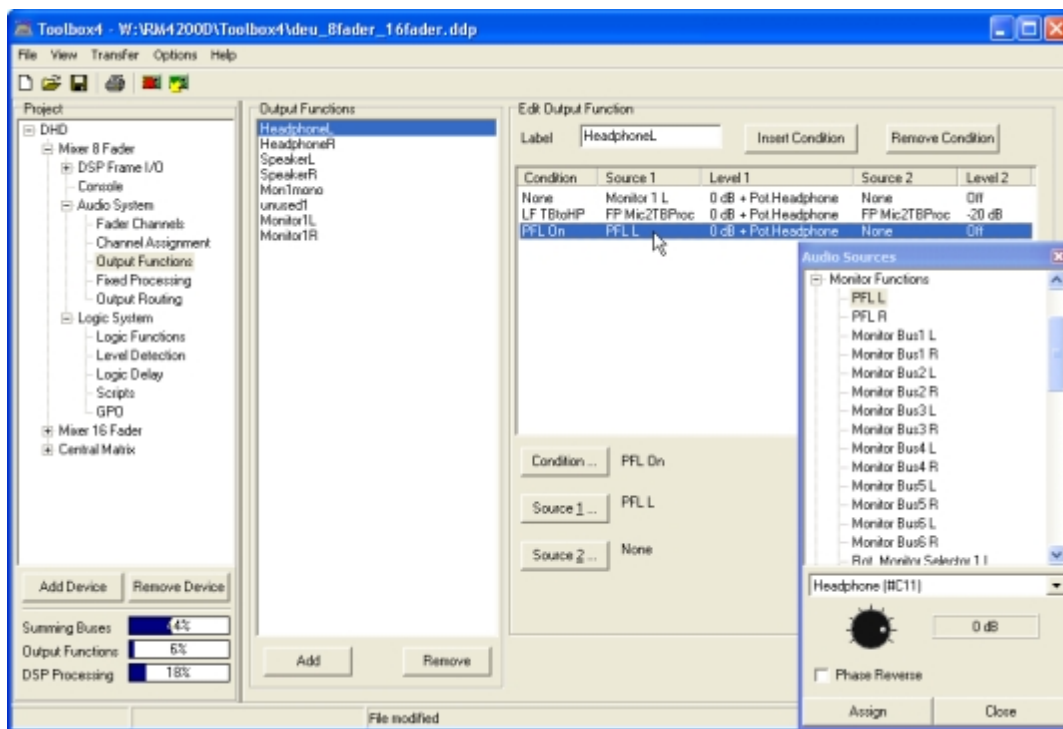 Toolbox4 - W:\RM4200D\Toolbox4\deu_8fader_16fader.ddp
File View Transfer Options Help
Project
DHD
Mixer 8 Fader
DSP Frame I/O
Console
Audio System
Fader Channels
Channel Assignment
Output Functions
Fixed Processing
Output Routing
Logic System
Logic Functions
Level Detection
Logic Delay
Scripts
GPO
Mixer 16 Fader
Central Matrix
Add Device Remove Device
Summing Buses
Output Functions 6%
DSP Processing 18%
Output Functions
HeadphoneL
HeadphoneR
SpeakerL
SpeakerR
Mon1mono
unused1
Monitor1L
Monitor1R
Add Remove
Edit Output Function
Label HeadphoneL Insert Condition Remove Condition
Condition Source 1 Level 1 Source 2 Level 2
None Monitor 1 L 0 dB + Pot.Headphone None Off
LF TBtoHP FP Mic2TBProc 0 dB + Pot.Headphone FP Mic2TBProc -20 dB
PFL On PFL L 0 dB + Pot.Headphone None Off
Condition ... PFL On
Source 1 ... PFL L
Source 2 ... None
Audio Sources
Monitor Functions
PFL L
PFL R
Monitor Bus1 L
Monitor Bus1 R
Monitor Bus2 L
Monitor Bus2 R
Monitor Bus3 L
Monitor Bus3 R
Monitor Bus4 L
Monitor Bus4 R
Monitor Bus5 L
Monitor Bus5 R
Monitor Bus6 L
Monitor Bus6 R
Rot. Monitor Selector 1 L
Headphone (#C11)
0 dB
Phase Reverse
Assign Close
File modified